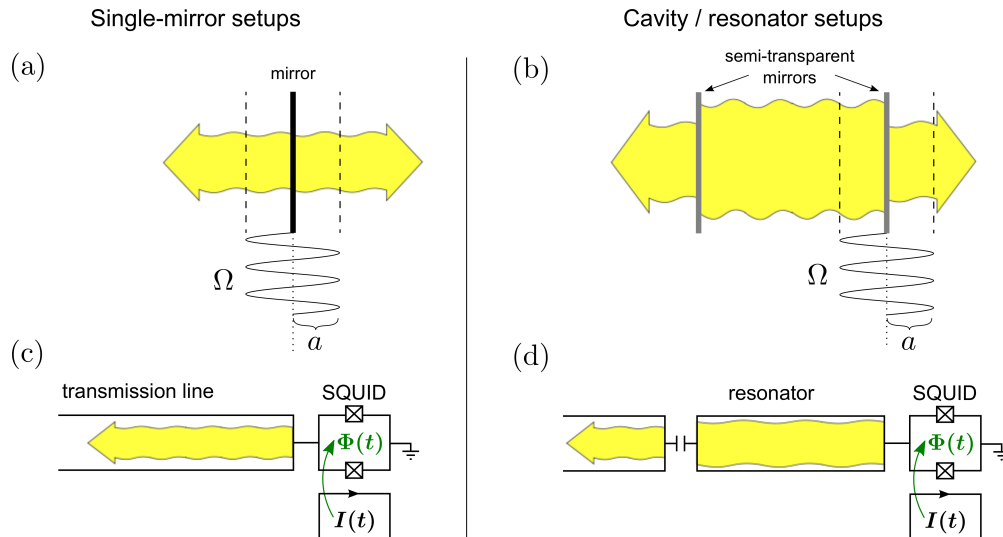 Single-mirror setups
Cavity / resonator setups
(a)
mirror
Ω
a
(b)
semi-transparent
mirrors
Ω
a
(c)
transmission line
SQUID
Φ(t)
I(t)
(d)
resonator
SQUID
Φ(t)
I(t)